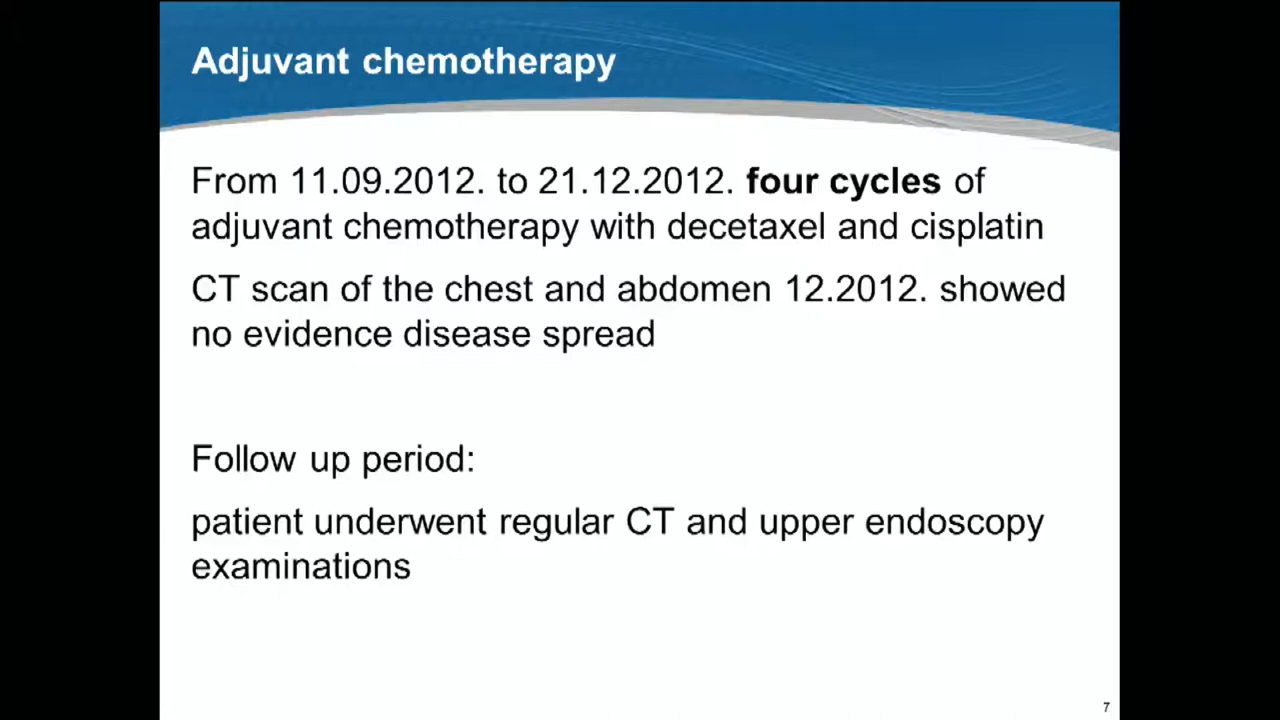 Adjuvant chemotherapy
From 11.09.2012. to 21.12.2012. four cycles of
adjuvant chemotherapy with decetaxel and cisplatin
CT scan of the chest and abdomen 12.2012. showed
no evidence disease spread
Follow up period:
patient underwent regular CT and upper endoscopy
examinations
7